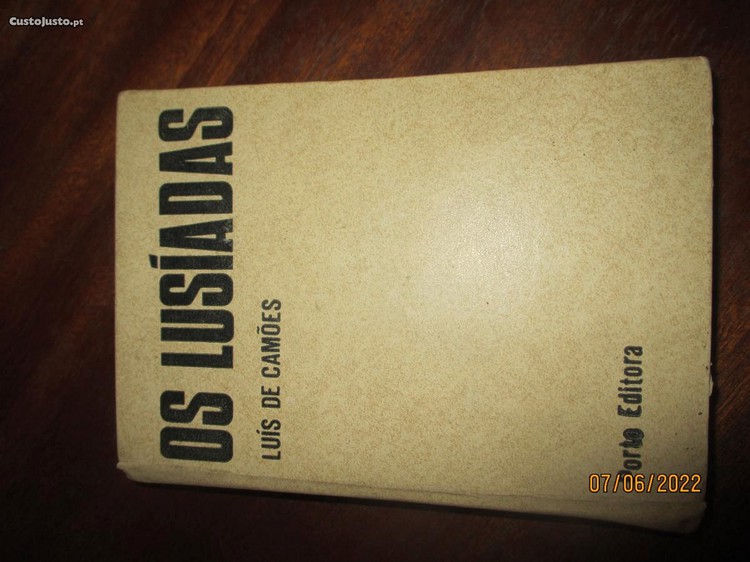 CustoJusto.pt
OS LUSÍADAS
LUÍS DE CAMÕES
Porto Editora
07/06/2022